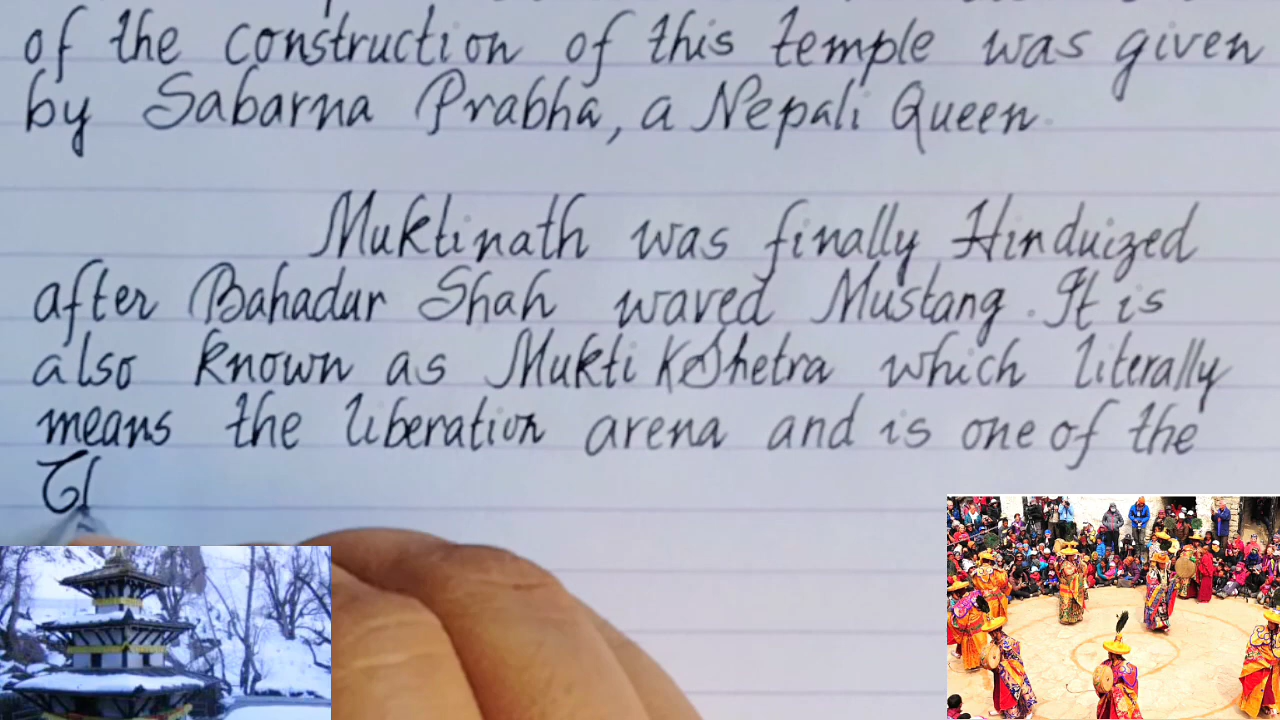 of the construction of this temple was given
by Sabarna Prabha, a Nepali Queen.
Muktinath was finally Hinduized
after Bahadur Shah waved Mustang. It is
also known as Mukti Kshetra which literally
means the liberation arena and is one of the